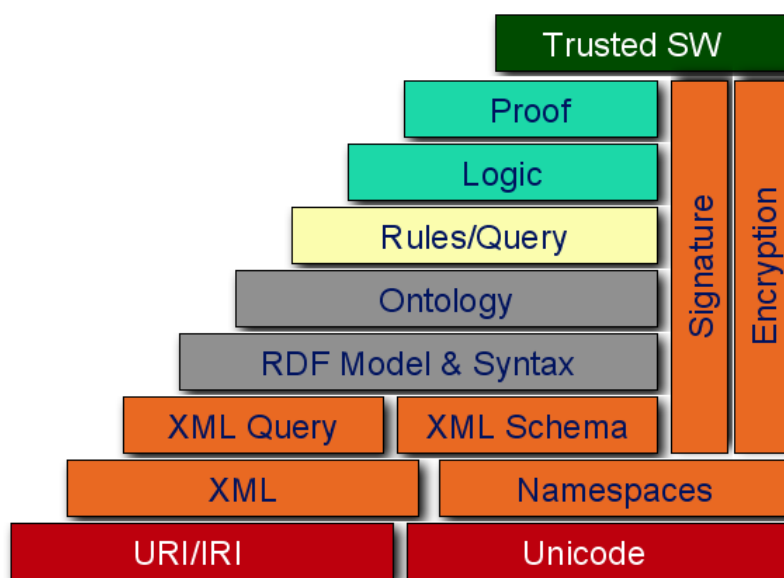 Trusted SW
Proof
Logic
Rules/Query
Ontology
RDF Model & Syntax
XML Query
XML Schema
Signature
Encryption
XML
Namespaces
URI/IRI
Unicode